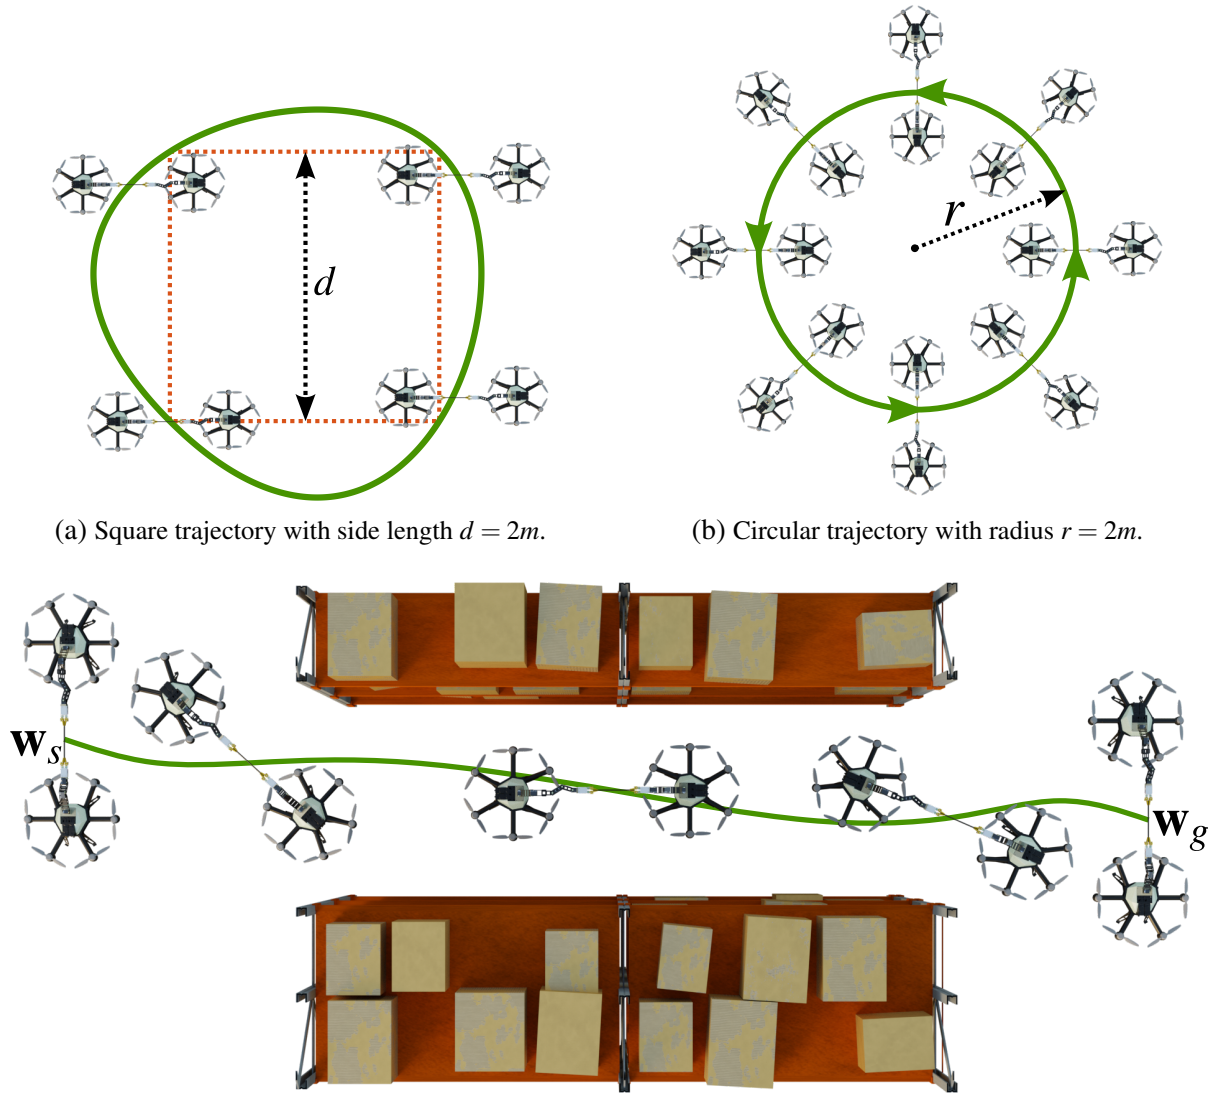 d
r
(a) Square trajectory with side length d = 2m.
(b) Circular trajectory with radius r = 2m.
w_s
w_g